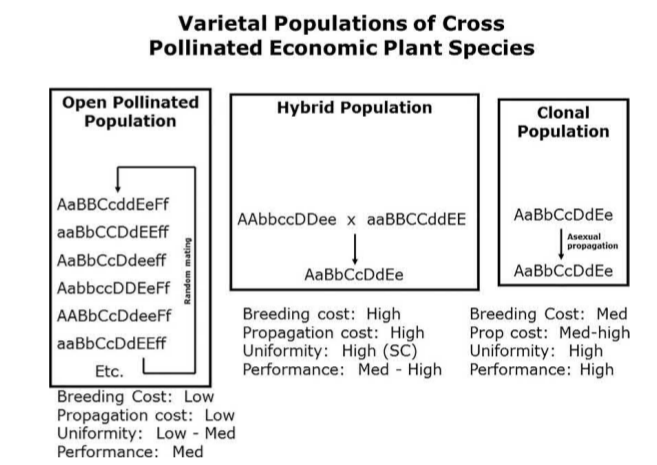 Varietal Populations of Cross
Pollinated Economic Plant Species
Open Pollinated
Population
AaBBCcddEeFf
aaBbCCDdEEff
AaBbCcDdeeff
AabbccDDEeFf
AABbCcDdeeFf
aaBbCcDdEEff
Etc.
Random mating
Breeding Cost: Low
Propagation cost: Low
Uniformity: Low - Med
Performance: Med
Hybrid Population
AAbbccDDee x aaBBCCddEE
AaBbCcDdEe
Breeding cost: High
Propagation cost: High
Uniformity: High (SC)
Performance: Med - High
Clonal
Population
AaBbCcDdEe
Asexual
propagation
AaBbCcDdEe
Breeding Cost: Med
Prop cost: Med-high
Uniformity: High
Performance: High